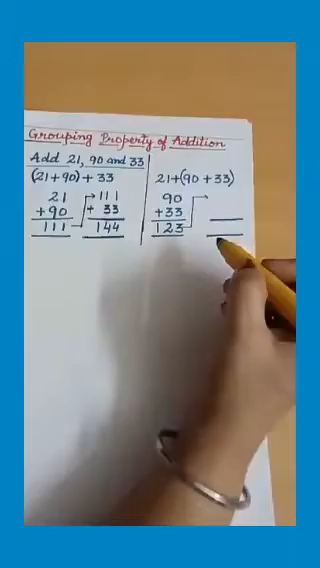 Grouping Property of Addition
Add 21, 90 and 33
(21+90) + 33
21
+90
111
111
+ 33
144
21+(90 + 33)
90
+33
123